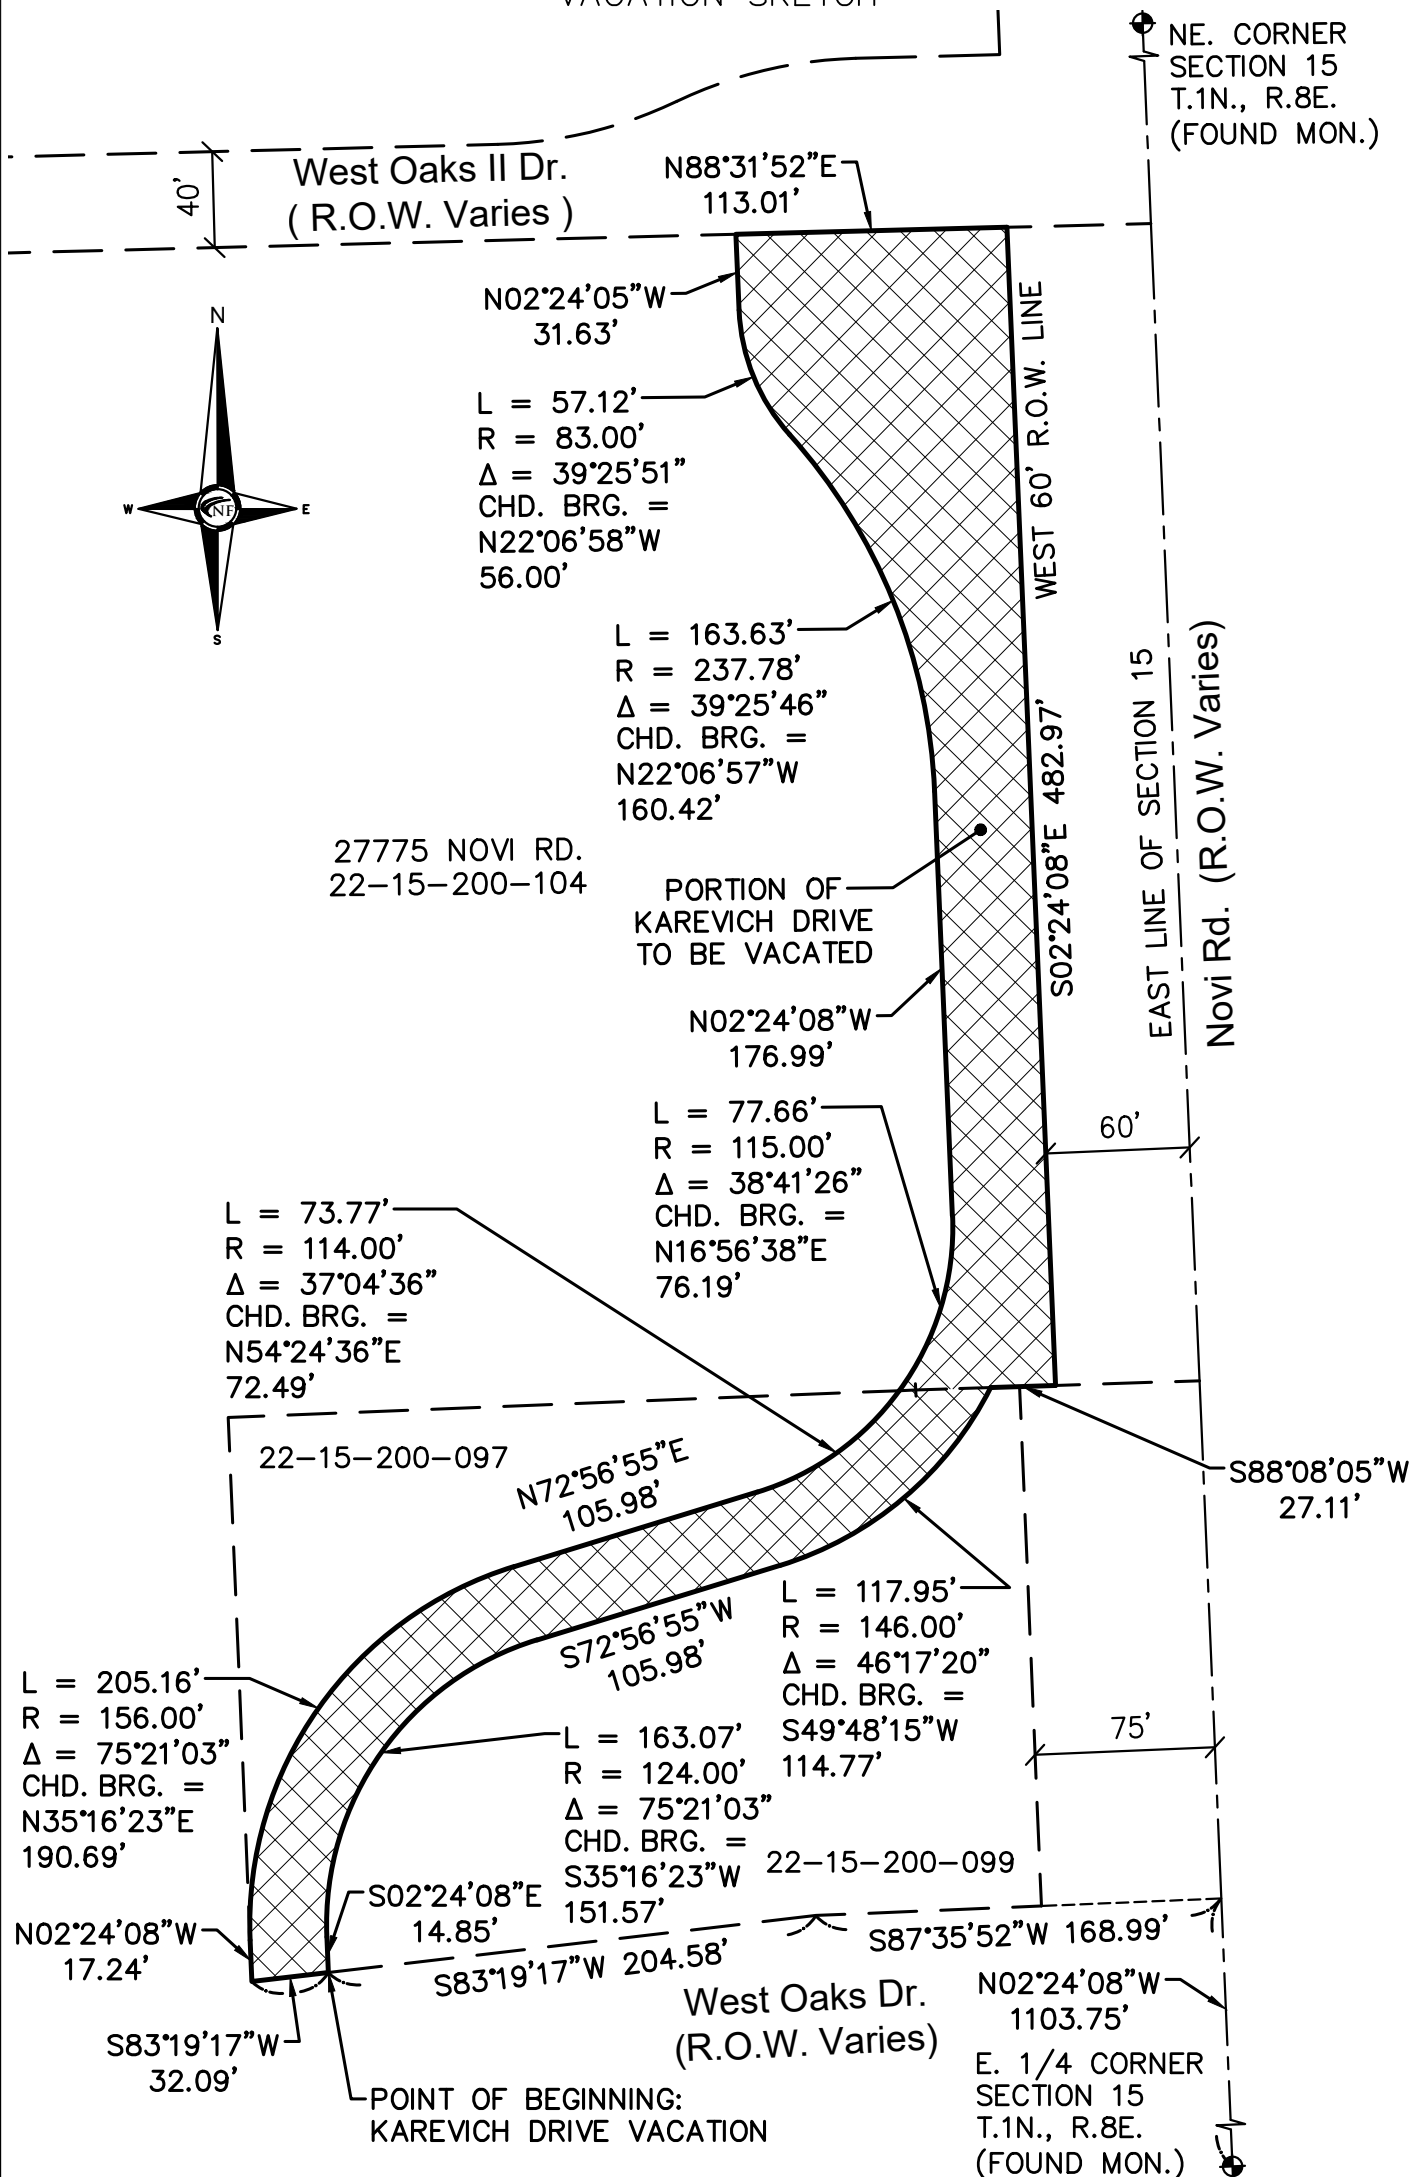 NE. CORNER
SECTION 15
T.1N., R.8E.
(FOUND MON.)
West Oaks II Dr.
( R.O.W. Varies )
40'
N88°31'52"E
113.01'
N02°24'05"W
31.63'
N
W
E
S
NF
L = 57.12'
R = 83.00'
Δ = 39°25'51"
CHD. BRG. =
N22°06'58"W
56.00'
WEST 60' R.O.W. LINE
L = 163.63'
R = 237.78'
Δ = 39°25'46"
CHD. BRG. =
N22°06'57"W
160.42'
S02°24'08"E 482.97'
EAST LINE OF SECTION 15
Novi Rd. (R.O.W. Varies)
27775 NOVI RD.
22-15-200-104
PORTION OF
KAREVICH DRIVE
TO BE VACATED
N02°24'08"W
176.99'
L = 77.66'
R = 115.00'
Δ = 38°41'26"
CHD. BRG. =
N16°56'38"E
76.19'
60'
L = 73.77'
R = 114.00'
Δ = 37°04'36"
CHD. BRG. =
N54°24'36"E
72.49'
22-15-200-097
N72°56'55"E
105.98'
S88°08'05"W
27.11'
S72°56'55"W
105.98'
L = 117.95'
R = 146.00'
Δ = 46°17'20"
CHD. BRG. =
S49°48'15"W
114.77'
75'
L = 205.16'
R = 156.00'
Δ = 75°21'03"
CHD. BRG. =
N35°16'23"E
190.69'
L = 163.07'
R = 124.00'
Δ = 75°21'03"
CHD. BRG. =
S35°16'23"W
151.57'
22-15-200-099
S02°24'08"E
14.85'
N02°24'08"W
17.24'
S83°19'17"W 204.58'
S87°35'52"W 168.99'
West Oaks Dr.
(R.O.W. Varies)
N02°24'08"W
1103.75'
S83°19'17"W
32.09'
POINT OF BEGINNING:
KAREVICH DRIVE VACATION
E. 1/4 CORNER
SECTION 15
T.1N., R.8E.
(FOUND MON.)